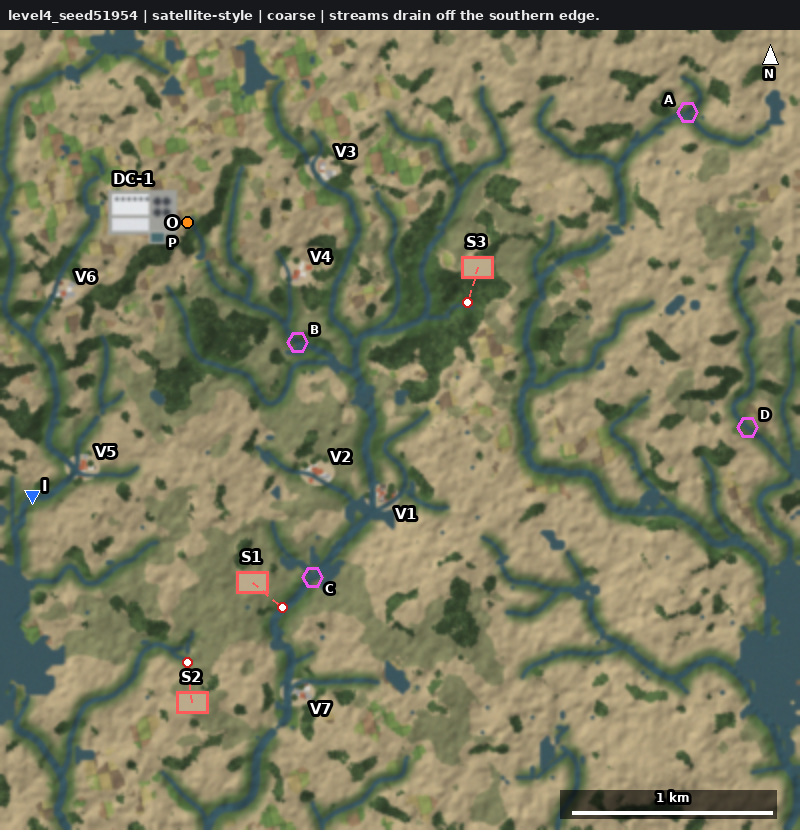 level4_seed51954 | satellite-style | coarse | streams drain off the southern edge.
N
A
V3
DC-1
O
P
S3
V4
V6
B
D
V5
V2
I
V1
S1
C
S2
V7
1 km